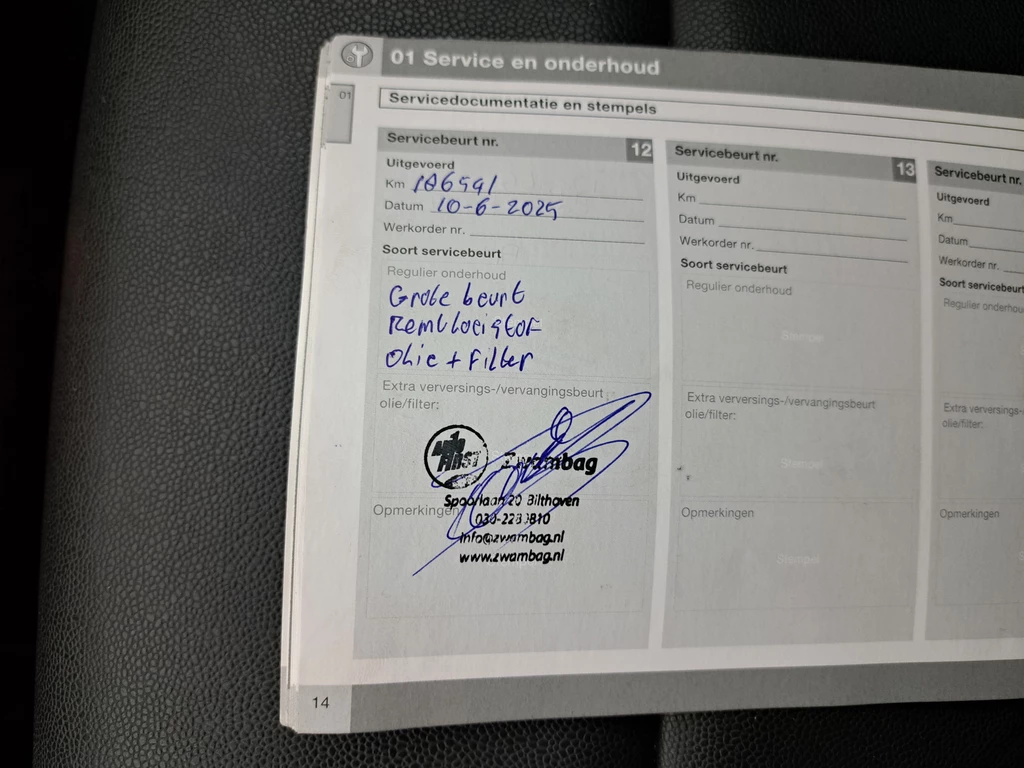 01 Service en onderhoud
01
Servicedocumentatie en stempels
Servicebeurt nr. 12
Uitgevoerd
Km 186591
Datum 10-6-2025
Werkorder nr.
Soort servicebeurt
Regulier onderhoud
Grote beurt
Remvloeistof
Olie + Filter
Extra verversings-/vervangingsbeurt
olie/filter:
Zwambag
Spoorlaan 20 Bilthoven
Opmerkingen
info@zwambag.nl
www.zwambag.nl
Servicebeurt nr. 13
Uitgevoerd
Km
Datum
Werkorder nr.
Soort servicebeurt
Regulier onderhoud
Stempel
Extra verversings-/vervangingsbeurt
olie/filter:
Stempel
Opmerkingen
Stempel
Servicebeurt nr.
Uitgevoerd
Km
Datum
Werkorder nr.
Soort servicebeurt
Regulier onderhou
Extra verversings-
olie/filter:
Opmerkingen
14